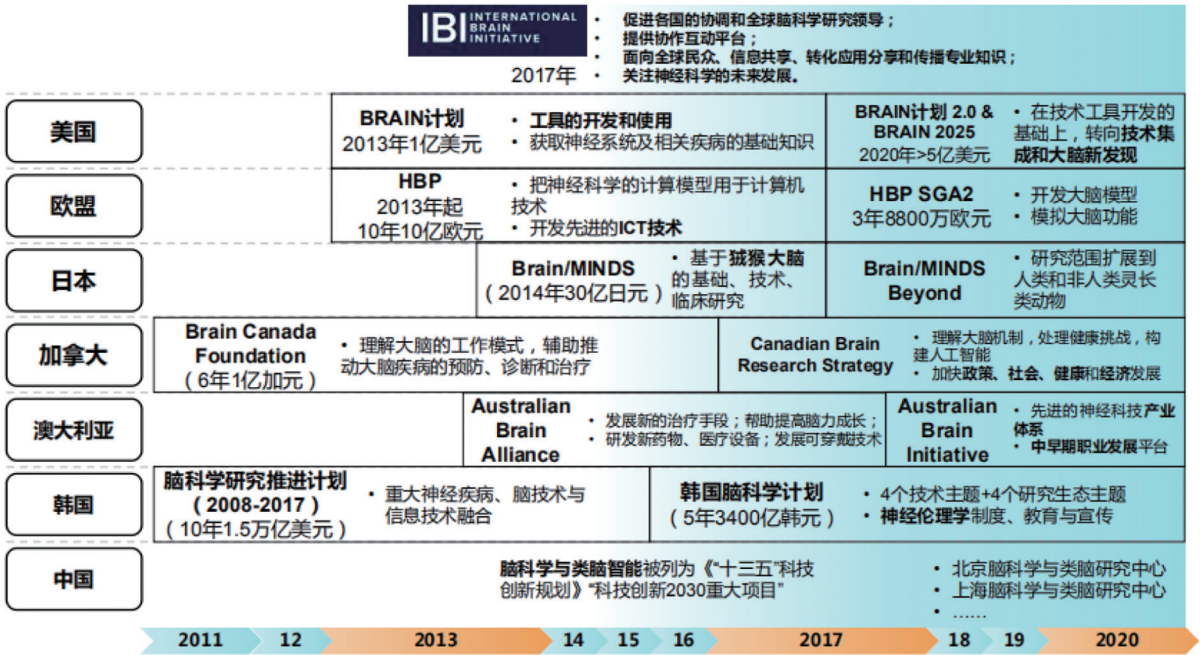 IBI INTERNATIONAL
BRAIN
INITIATIVE
2017年
• 促进各国的协调和全球脑科学研究领导；
• 提供协作互动平台；
• 面向全球民众、信息共享、转化应用分享和传播专业知识；
• 关注神经科学的未来发展。
美国
BRAIN计划
2013年1亿美元
• 工具的开发和使用
• 获取神经系统及相关疾病的基础知识
BRAIN计划 2.0 &
BRAIN 2025
2020年>5亿美元
• 在技术工具开发的
基础上，转向技术集
成和大脑新发现
欧盟
HBP
2013年起
10年10亿欧元
• 把神经科学的计算模型用于计算机
技术
• 开发先进的ICT技术
HBP SGA2
3年8800万欧元
• 开发大脑模型
• 模拟大脑功能
日本
Brain/MINDS
（2014年30亿日元）
• 基于狨猴大脑
的基础、技术、
临床研究
Brain/MINDS
Beyond
• 研究范围扩展到
人类和非人类灵长
类动物
加拿大
Brain Canada
Foundation
（6年1亿加元）
• 理解大脑的工作模式，辅助推
动大脑疾病的预防、诊断和治疗
Canadian Brain
Research Strategy
• 理解大脑机制，处理健康挑战，构
建人工智能
• 加快政策、社会、健康和经济发展
澳大利亚
Australian
Brain
Alliance
• 发展新的治疗手段；帮助提高脑力成长；
• 研发新药物、医疗设备；发展可穿戴技术
Australian
Brain
Initiative
• 先进的神经科技产业
体系
• 中早期职业发展平台
韩国
脑科学研究推进计划
（2008-2017）
（10年1.5万亿美元）
• 重大神经疾病、脑技术与
信息技术融合
韩国脑科学计划
（5年3400亿韩元）
• 4个技术主题+4个研究生态主题
• 神经伦理学制度、教育与宣传
中国
脑科学与类脑智能被列为《“十三五”科技
创新规划》“科技创新2030重大项目”
• 北京脑科学与类脑研究中心
• 上海脑科学与类脑研究中心
• ……
2011 12 2013 14 15 16 2017 18 19 2020